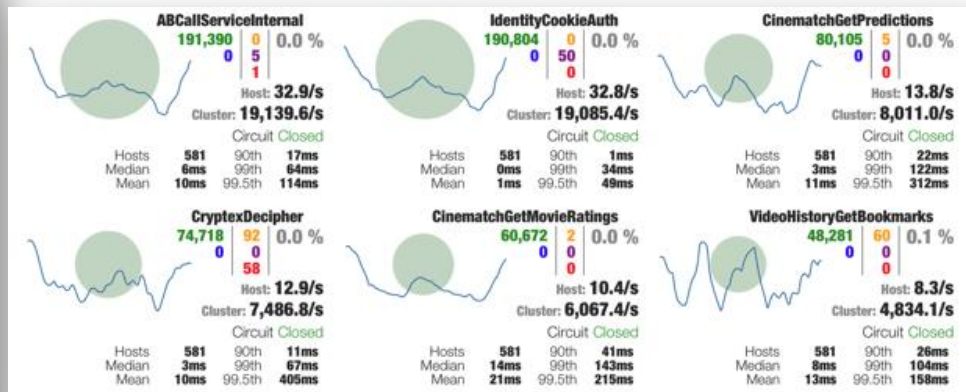 ABCallServiceInternal
191,390 0 0.0 %
0 5
1
Host: 32.9/s
Cluster: 19,139.6/s
Circuit Closed
Hosts 581 90th 17ms
Median 6ms 99th 64ms
Mean 10ms 99.5th 114ms
IdentityCookieAuth
190,804 0 0.0 %
0 50
0
Host: 32.8/s
Cluster: 19,085.4/s
Circuit Closed
Hosts 581 90th 1ms
Median 0ms 99th 34ms
Mean 1ms 99.5th 49ms
CinematchGetPredictions
80,105 5 0.0 %
0 0
0
Host: 13.8/s
Cluster: 8,011.0/s
Circuit Closed
Hosts 581 90th 22ms
Median 3ms 99th 122ms
Mean 11ms 99.5th 312ms
CryptexDecipher
74,718 92 0.0 %
0 0
58
Host: 12.9/s
Cluster: 7,486.8/s
Circuit Closed
Hosts 581 90th 11ms
Median 3ms 99th 67ms
Mean 10ms 99.5th 405ms
CinematchGetMovieRatings
60,672 2 0.0 %
0 0
0
Host: 10.4/s
Cluster: 6,067.4/s
Circuit Closed
Hosts 581 90th 41ms
Median 14ms 99th 143ms
Mean 21ms 99.5th 215ms
VideoHistoryGetBookmarks
48,281 60 0.1 %
0 0
0
Host: 8.3/s
Cluster: 4,834.1/s
Circuit Closed
Hosts 581 90th 26ms
Median 8ms 99th 104ms
Mean 13ms 99.5th 158ms